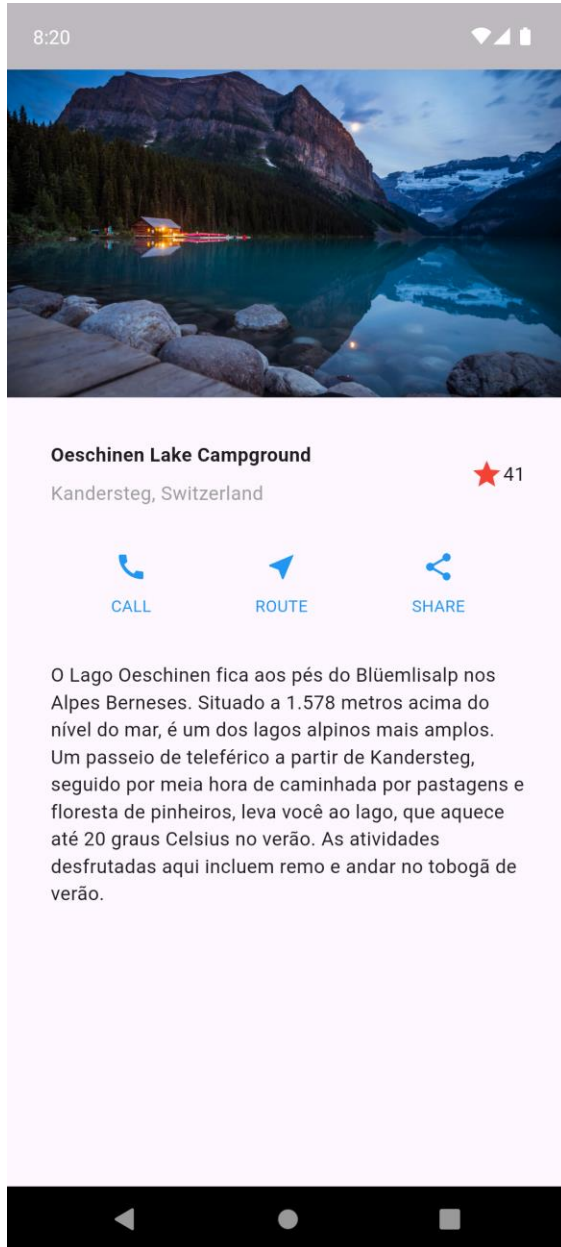 8:20
Oeschinen Lake Campground
Kandersteg, Switzerland
41
CALL
ROUTE
SHARE
O Lago Oeschinen fica aos pés do Blüemlisalp nos
Alpes Berneses. Situado a 1.578 metros acima do
nível do mar, é um dos lagos alpinos mais amplos.
Um passeio de teleférico a partir de Kandersteg,
seguido por meia hora de caminhada por pastagens e
floresta de pinheiros, leva você ao lago, que aquece
até 20 graus Celsius no verão. As atividades
desfrutadas aqui incluem remo e andar no tobogã de
verão.